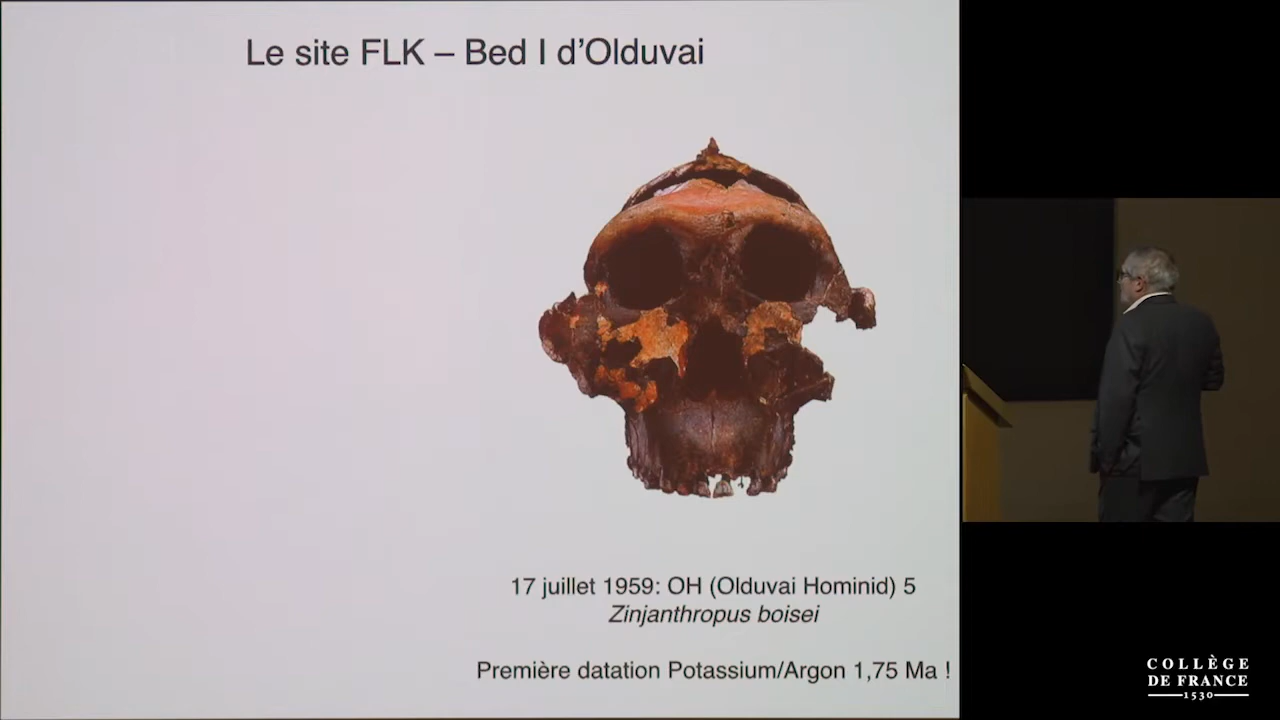 Le site FLK – Bed I d'Olduvai
17 juillet 1959: OH (Olduvai Hominid) 5
Zinjanthropus boisei
Première datation Potassium/Argon 1,75 Ma !
COLLÈGE
DE FRANCE
1530